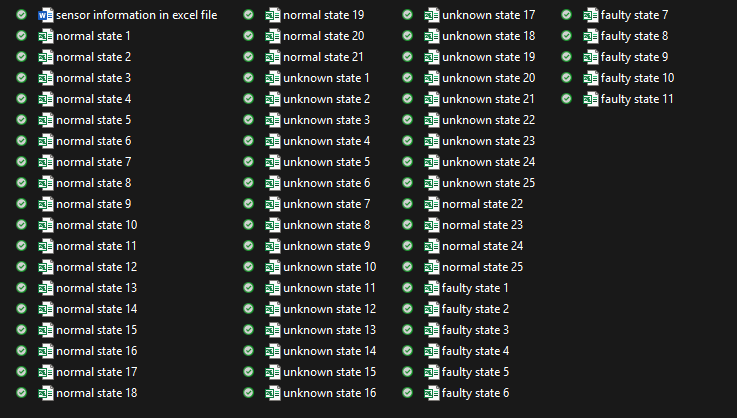 sensor information in excel file
normal state 1
normal state 2
normal state 3
normal state 4
normal state 5
normal state 6
normal state 7
normal state 8
normal state 9
normal state 10
normal state 11
normal state 12
normal state 13
normal state 14
normal state 15
normal state 16
normal state 17
normal state 18
normal state 19
normal state 20
normal state 21
unknown state 1
unknown state 2
unknown state 3
unknown state 4
unknown state 5
unknown state 6
unknown state 7
unknown state 8
unknown state 9
unknown state 10
unknown state 11
unknown state 12
unknown state 13
unknown state 14
unknown state 15
unknown state 16
unknown state 17
unknown state 18
unknown state 19
unknown state 20
unknown state 21
unknown state 22
unknown state 23
unknown state 24
unknown state 25
normal state 22
normal state 23
normal state 24
normal state 25
faulty state 1
faulty state 2
faulty state 3
faulty state 4
faulty state 5
faulty state 6
faulty state 7
faulty state 8
faulty state 9
faulty state 10
faulty state 11